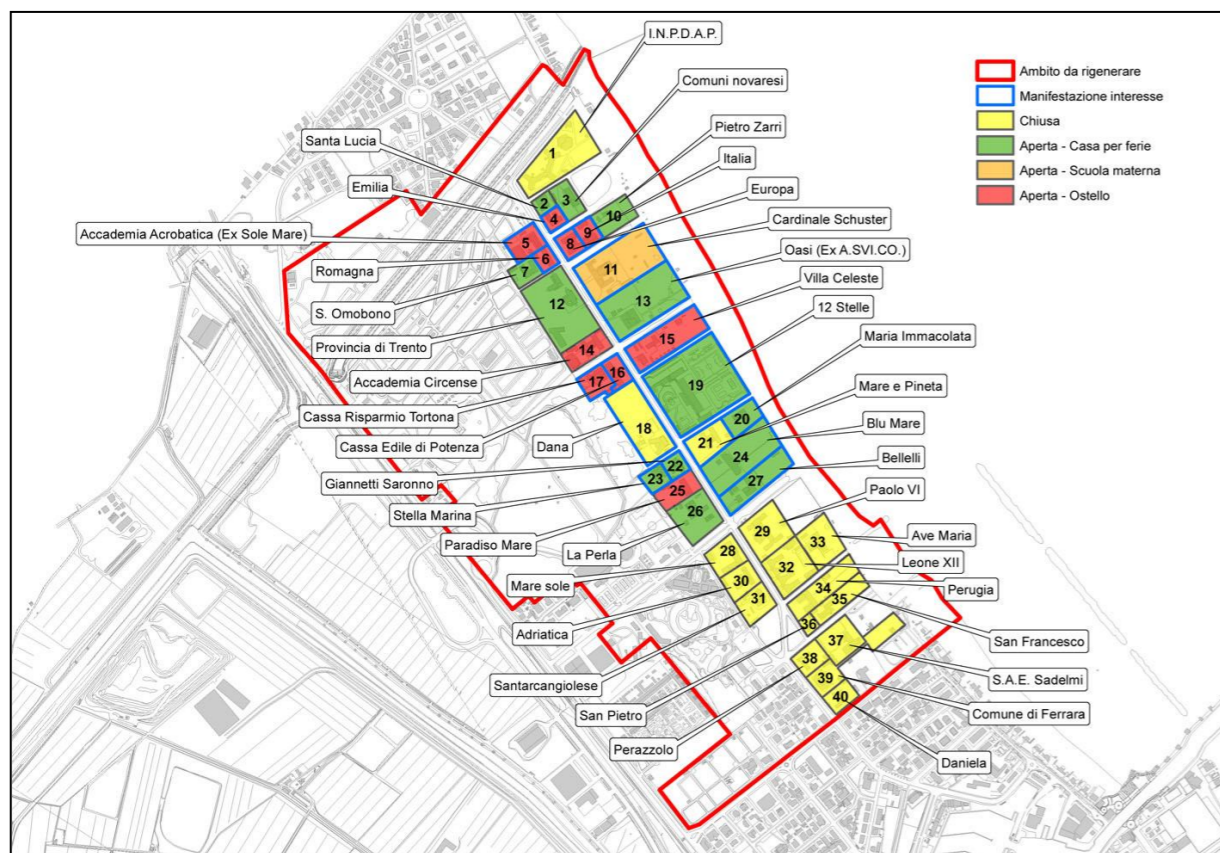 I.N.P.D.A.P.
Comuni novaresi
Santa Lucia
Pietro Zarri
Emilia
Italia
Europa
Accademia Acrobatica (Ex Sole Mare)
Cardinale Schuster
Romagna
Oasi (Ex A.SVI.CO.)
S. Omobono
Villa Celeste
Provincia di Trento
12 Stelle
Accademia Circense
Maria Immacolata
Cassa Risparmio Tortona
Mare e Pineta
Cassa Edile di Potenza
Blu Mare
Dana
Bellelli
Giannetti Saronno
Paolo VI
Stella Marina
Ave Maria
Paradiso Mare
Leone XII
La Perla
Perugia
Mare sole
San Francesco
Adriatica
S.A.E. Sadelmi
Santarcangiolese
Comune di Ferrara
San Pietro
Daniela
Perazzolo
1
2
3
4
5
6
7
8
9
10
11
12
13
14
15
16
17
18
19
20
21
22
23
24
25
26
27
28
29
30
31
32
33
34
35
36
37
38
39
40
Ambito da rigenerare
Manifestazione interesse
Chiusa
Aperta - Casa per ferie
Aperta - Scuola materna
Aperta - Ostello